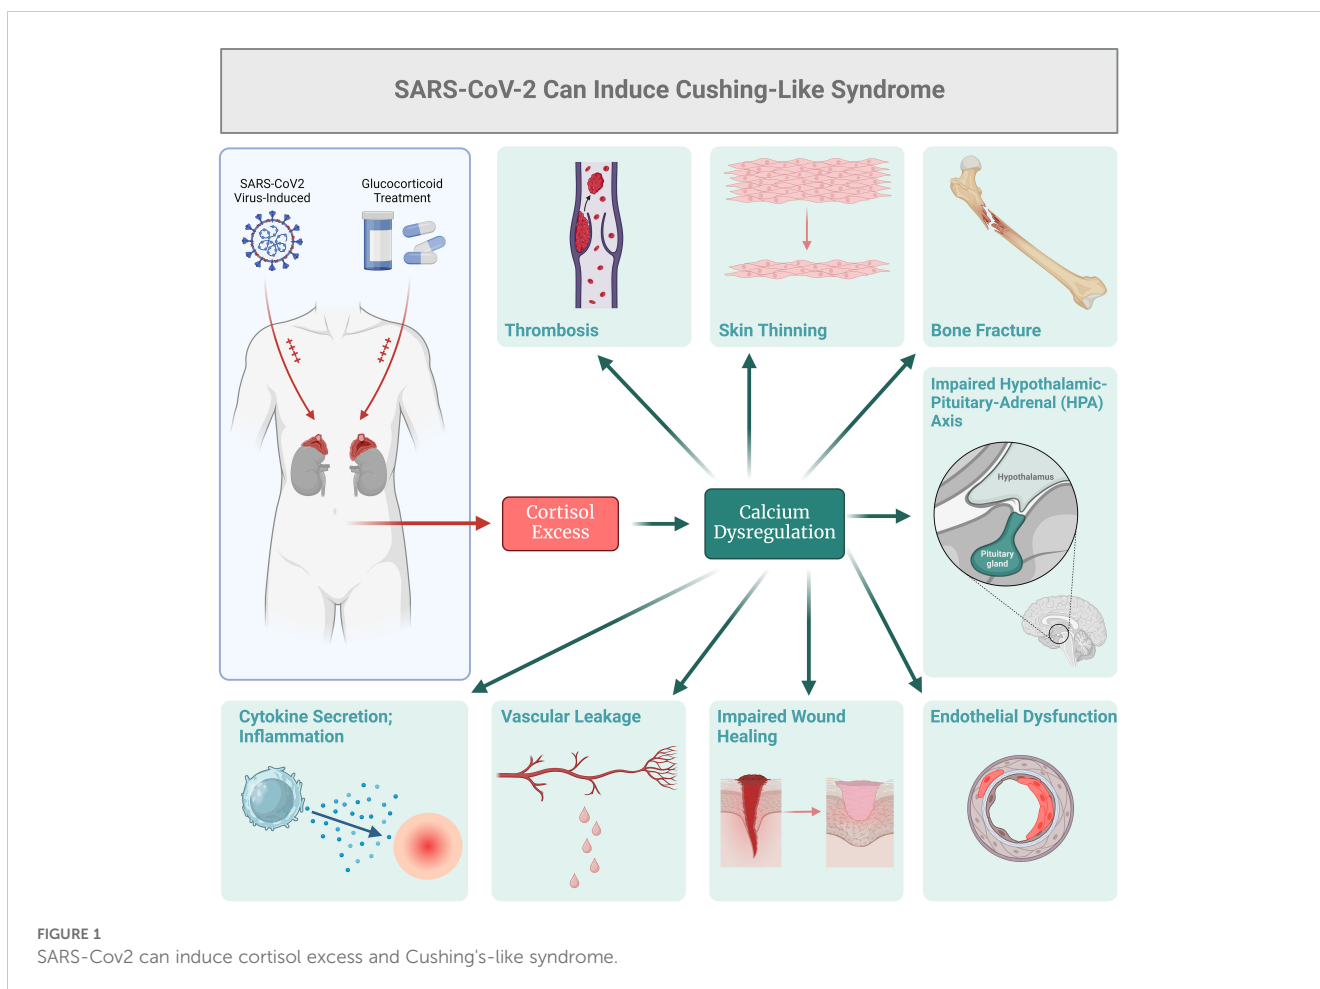 SARS-CoV-2 Can Induce Cushing-Like Syndrome
SARS-CoV2
Virus-Induced
Glucocorticoid
Treatment
Thrombosis
Skin Thinning
Bone Fracture
Impaired Hypothalamic-
Pituitary-Adrenal (HPA)
Axis
Hypothalamus
Pituitary
gland
Cortisol
Excess
Calcium
Dysregulation
Cytokine Secretion;
Inflammation
Vascular Leakage
Impaired Wound
Healing
Endothelial Dysfunction
FIGURE 1
SARS-Cov2 can induce cortisol excess and Cushing's-like syndrome.